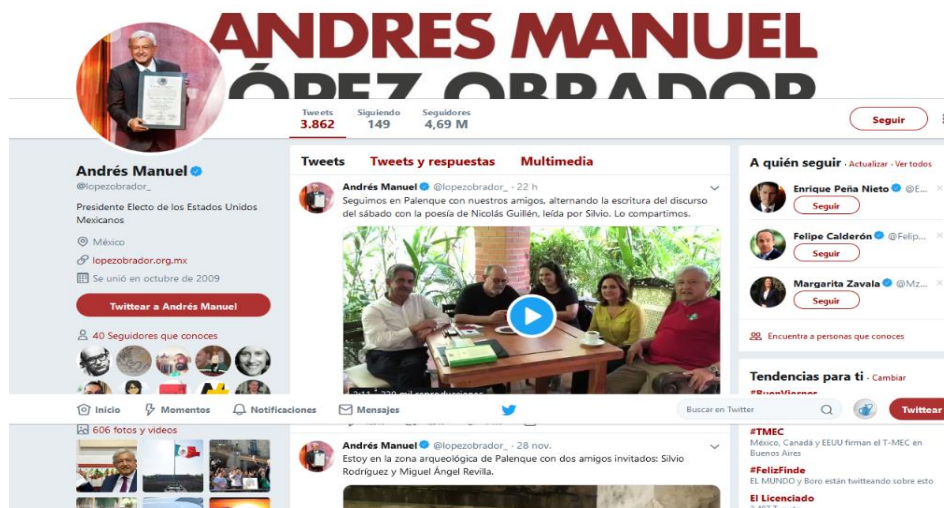 ANDRES MANUEL
LÓPEZ OBRADOR
Tweets
3.862
Siguiendo
149
Seguidores
4,69 M
Seguir
Andrés Manuel
@lopezobrador_
Presidente Electo de los Estados Unidos
Mexicanos
México
lopezobrador.org.mx
Se unió en octubre de 2009
Twittear a Andrés Manuel
40 Seguidores que conoces
Tweets Tweets y respuestas Multimedia
Andrés Manuel @lopezobrador_ · 22 h
Seguimos en Palenque con nuestros amigos, alternando la escritura del discurso
del sábado con la poesía de Nicolás Guillén, leída por Silvio. Lo compartimos.
A quién seguir · Actualizar · Ver todos
Enrique Peña Nieto @E...
Seguir
Felipe Calderón @Felip...
Seguir
Margarita Zavala @Mz...
Seguir
Encuentra a personas que conoces
Tendencias para ti · Cambiar
#BuenViernes
Inicio Momentos Notificaciones Mensajes
Buscar en Twitter
Twittear
606 fotos y videos
Andrés Manuel @lopezobrador_ · 28 nov.
Estoy en la zona arqueológica de Palenque con dos amigos invitados: Silvio
Rodríguez y Miguel Ángel Revilla.
#TMEC
México, Canadá y EEUU firman el T-MEC en
Buenos Aires
#FelizFinde
EL MUNDO y Boro están twitteando sobre esto
El Licenciado